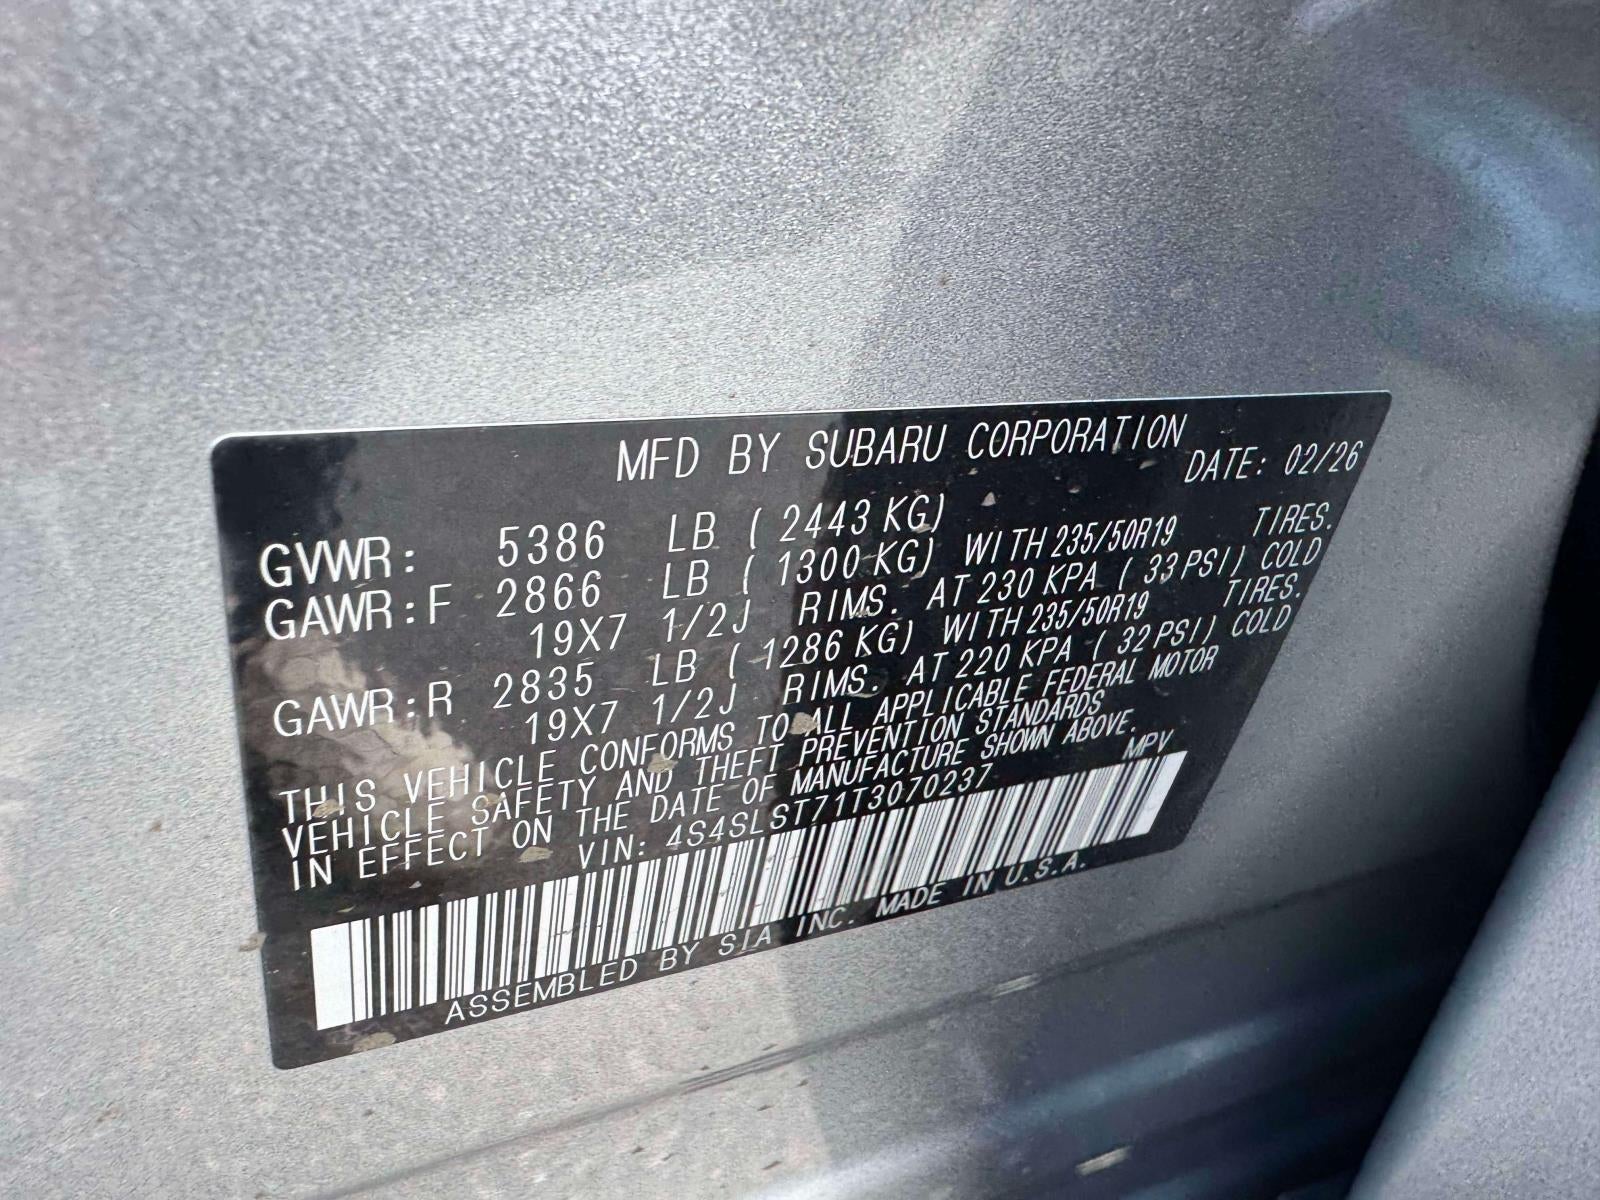 MFD BY SUBARU CORPORATION
DATE: 02/26
GVWR: 5386 LB (2443 KG)
GAWR:F 2866 LB (1300 KG) WITH 235/50R19 TIRES.
19X7 1/2J RIMS. AT 230 KPA (33 PSI) COLD
GAWR:R 2835 LB (1286 KG) WITH 235/50R19 TIRES.
19X7 1/2J RIMS. AT 220 KPA (32 PSI) COLD
THIS VEHICLE CONFORMS TO ALL APPLICABLE FEDERAL MOTOR
VEHICLE SAFETY AND THEFT PREVENTION STANDARDS
IN EFFECT ON THE DATE OF MANUFACTURE SHOWN ABOVE.
VIN: 4S4SLST71T3070237 MPV
ASSEMBLED BY SIA INC. MADE IN U.S.A.